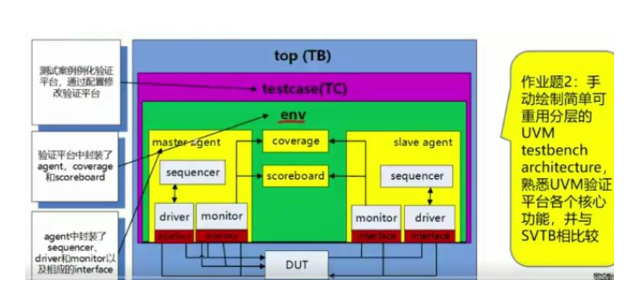 测试案例例化验证
平台，通过配置修
改验证平台
验证平台中封装了
agent，coverage
和scoreboard
agent中封装了
sequencer、
driver和monitor以
及相应的interface
top (TB)
testcase(TC)
env
master agent
coverage
slave agent
sequencer
scoreboard
sequencer
driver
monitor
monitor
driver
interface
interface
interface
interface
DUT
作业题2：手
动绘制简单可
重用分层的
UVM
testbench
architecture,
熟悉UVM验证
平台各个核心
功能，并与
SVTB相比较